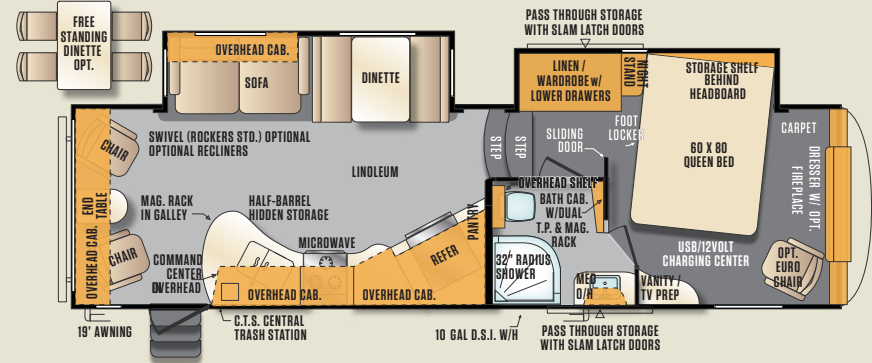 FREE
STANDING
DINETTE
OPT.
OVERHEAD CAB.
SOFA
DINETTE
PASS THROUGH STORAGE
WITH SLAM LATCH DOORS
LINEN /
WARDROBE w/
LOWER DRAWERS
NIGHT
STAND
STORAGE SHELF
BEHIND
HEADBOARD
FOOT
LOCKER
60 X 80
QUEEN BED
CARPET
DRESSER W/ OPT.
FIREPLACE
SLIDING
DOOR
STEP
STEP
CHAIR
SWIVEL (ROCKERS STD.) OPTIONAL
OPTIONAL RECLINERS
LINOLEUM
END
TABLE
MAG. RACK
IN GALLEY
HALF-BARREL
HIDDEN STORAGE
OVERHEAD CAB.
CHAIR
COMMAND
CENTER
OVERHEAD
MICROWAVE
OVERHEAD CAB.
OVERHEAD CAB.
REFER
PANTRY
OVERHEAD SHELF
BATH CAB.
W/DUAL
T.P. & MAG.
RACK
32" RADIUS
SHOWER
MED
O/H
VANITY /
TV PREP
USB/12VOLT
CHARGING CENTER
OPT.
EURO
CHAIR
19' AWNING
C.T.S. CENTRAL
TRASH STATION
10 GAL D.S.I. W/H
PASS THROUGH STORAGE
WITH SLAM LATCH DOORS